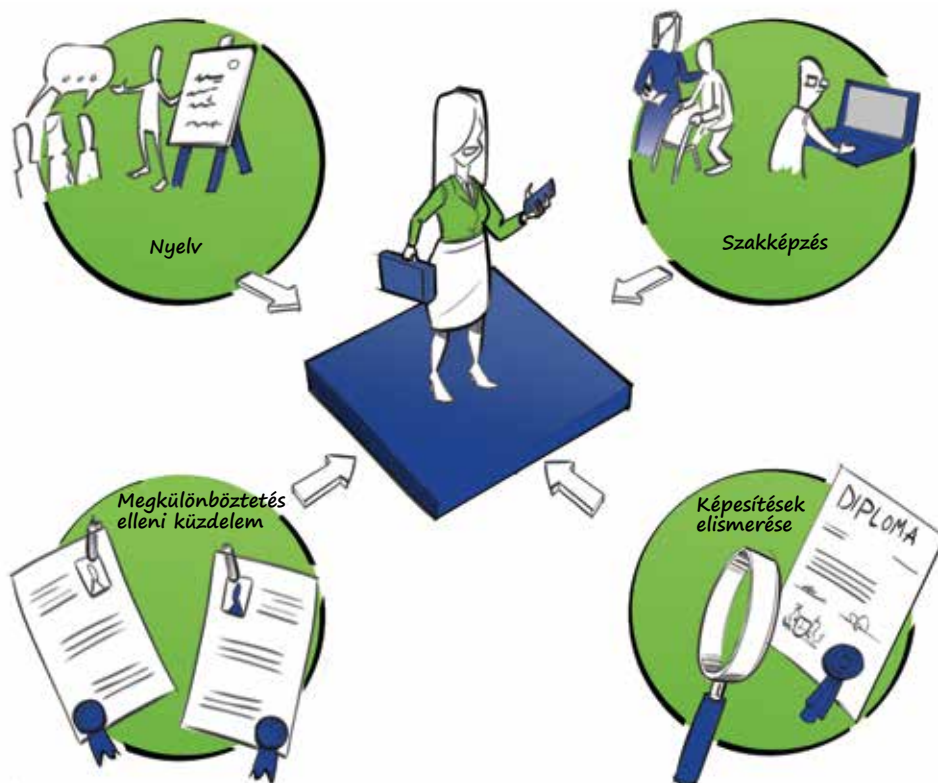 Nyelv
Szakképzés
Megkülönböztetés
elleni küzdelem
Képesítések
elismerése
DIPLOMA